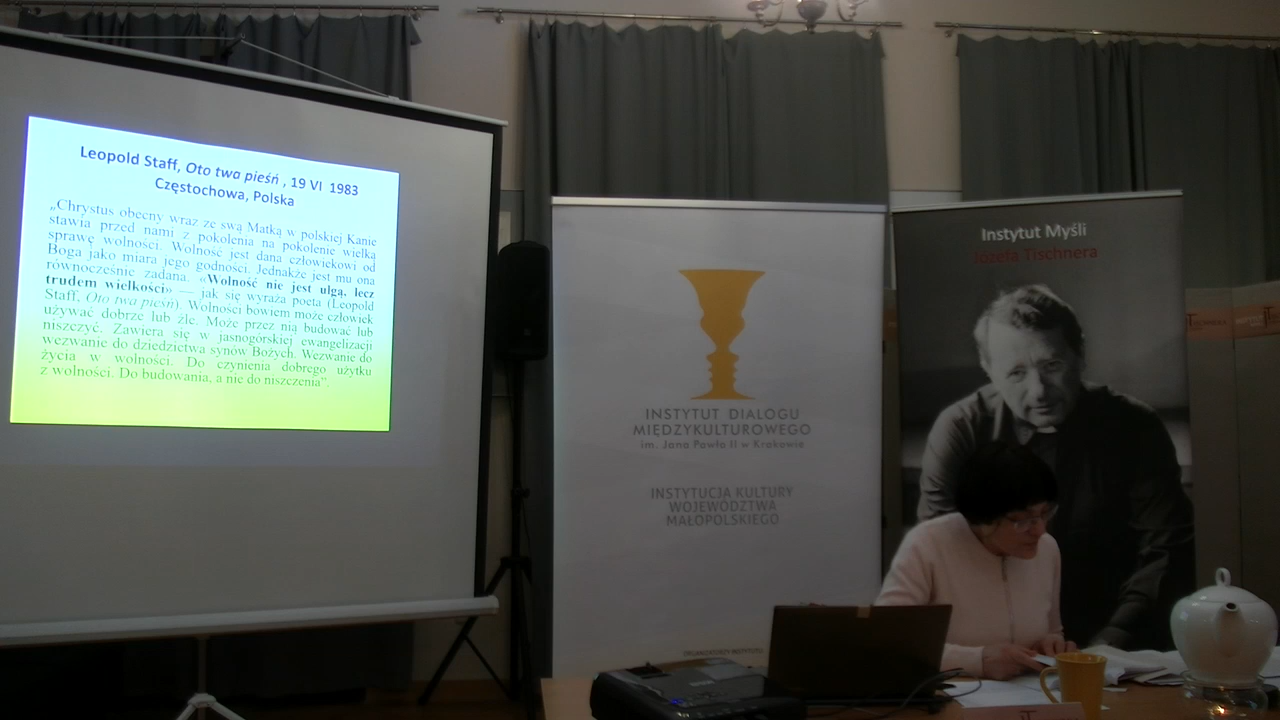 Leopold Staff, Oto twa pieśń , 19 VI 1983
Częstochowa, Polska
„Chrystus obecny wraz ze swą Matką w polskiej Kanie
stawia przed nami z pokolenia na pokolenie wielką
sprawę wolności. Wolność jest dana człowiekowi od
Boga jako miara jego godności. Jednakże jest mu ona
równocześnie zadana. «Wolność nie jest ulgą, lecz
trudem wielkości» — jak się wyraża poeta (Leopold
Staff, Oto twa pieśń). Wolności bowiem może człowiek
używać dobrze lub źle. Może przez nią budować lub
niszczyć. Zawiera się w jasnogórskiej ewangelizacji
wezwanie do dziedzictwa synów Bożych. Wezwanie do
życia w wolności. Do czynienia dobrego użytku
z wolności. Do budowania, a nie do niszczenia”.
INSTYTUT DIALOGU
MIĘDZYKULTUROWEGO
im. Jana Pawła II w Krakowie
INSTYTUCJA KULTURY
WOJEWÓDZTWA
MAŁOPOLSKIEGO
Instytut Myśli
Józefa Tischnera